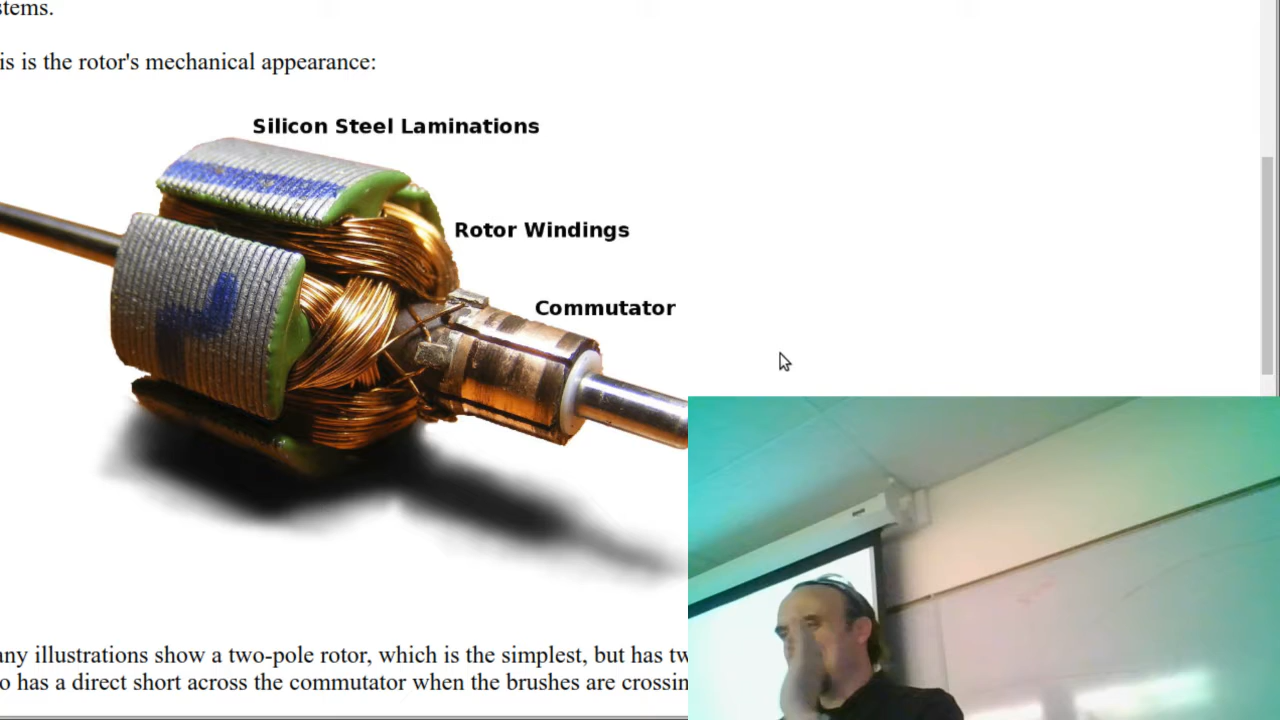 stems.
is is the rotor's mechanical appearance:
Silicon Steel Laminations
Rotor Windings
Commutator
any illustrations show a two-pole rotor, which is the simplest, but has tw
o has a direct short across the commutator when the brushes are crossin